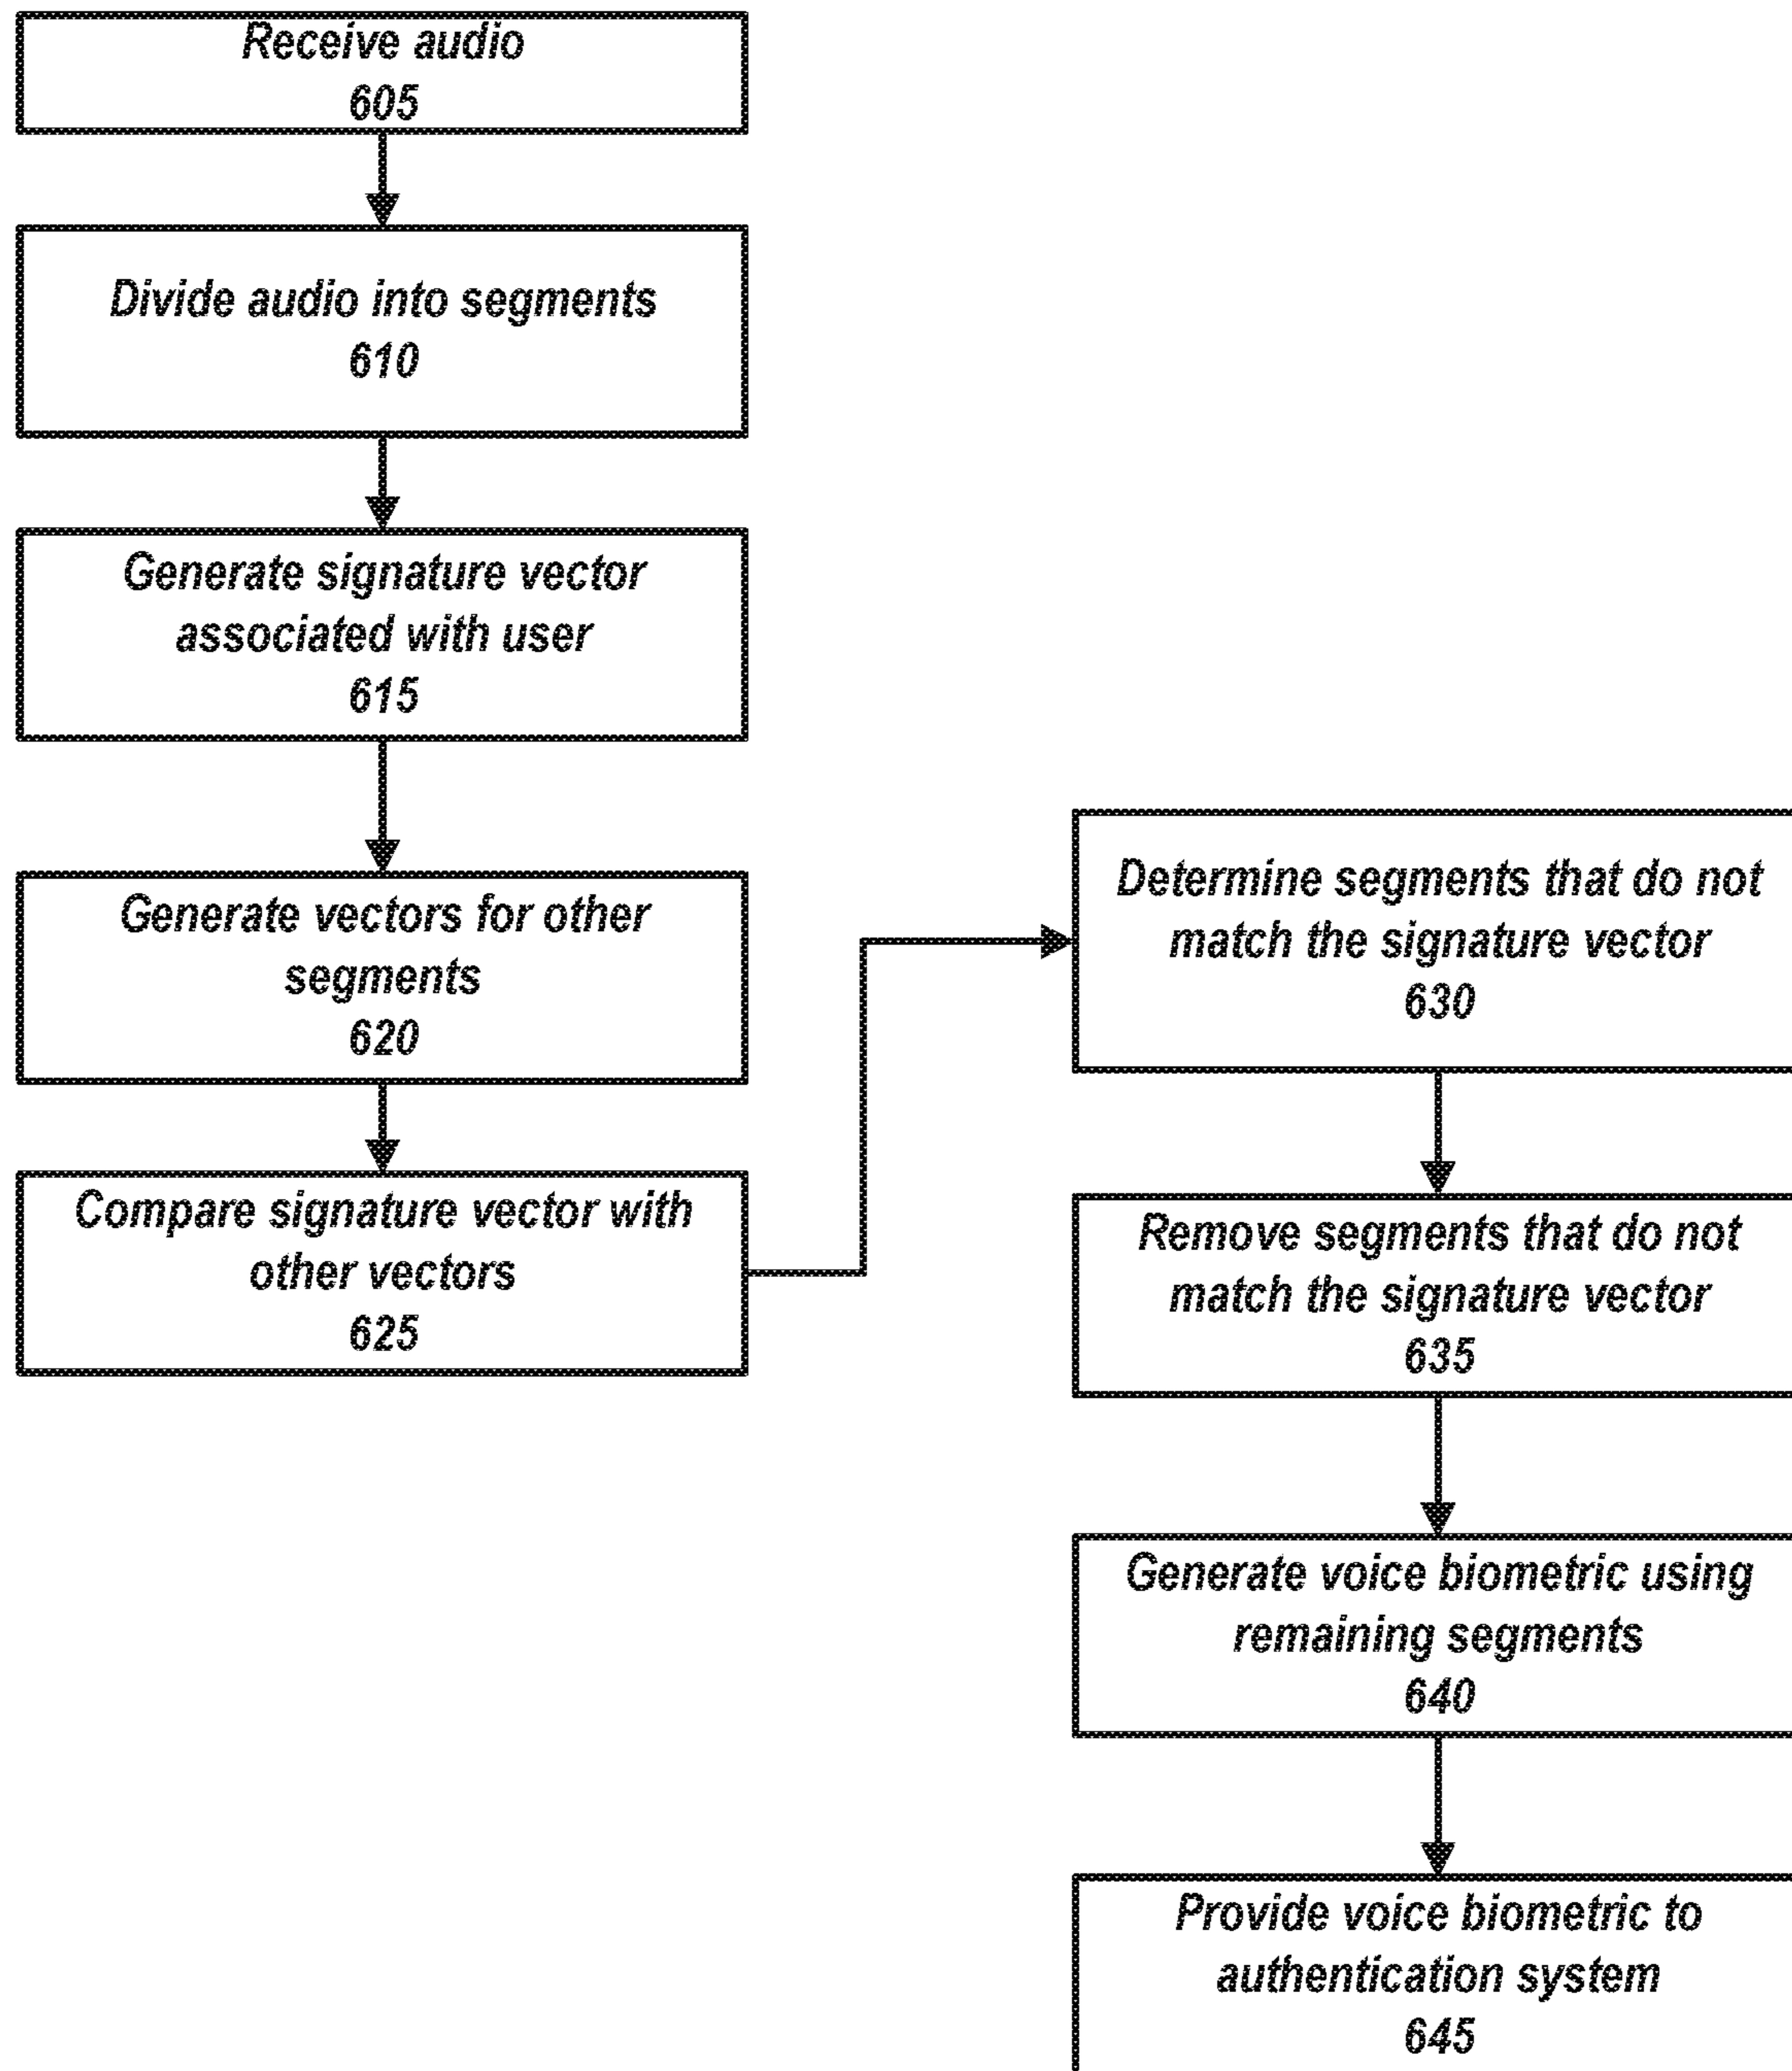 Receive audio
605
Divide audio into segments
610
Generate signature vector
associated with user
615
Generate vectors for other
segments
620
Compare signature vector with
other vectors
625
Determine segments that do not
match the signature vector
630
Remove segments that do not
match the signature vector
635
Generate voice biometric using
remaining segments
640
Provide voice biometric to
authentication system
645